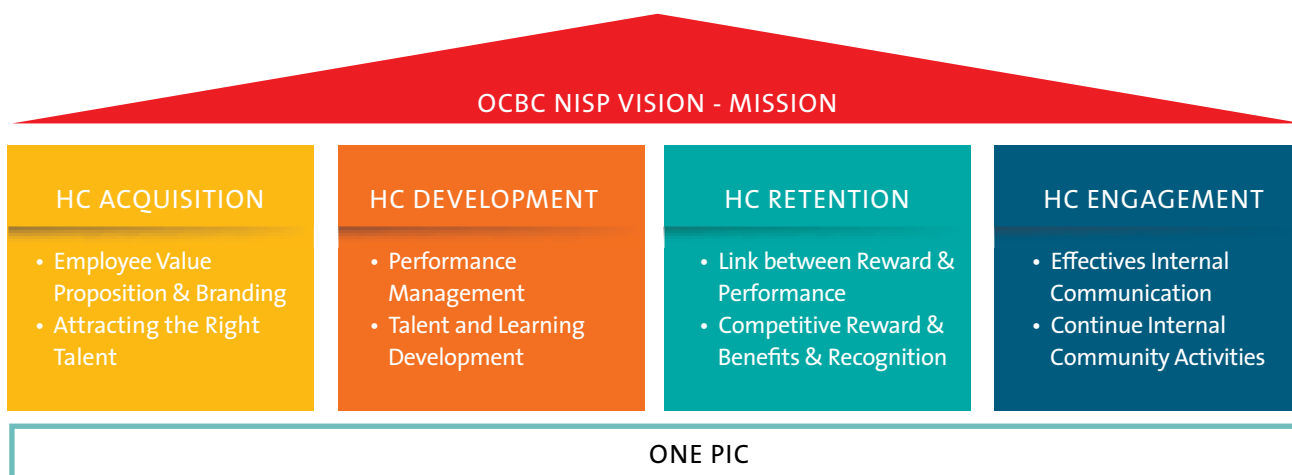 OCBC NISP VISION - MISSION
HC ACQUISITION
• Employee Value
Proposition & Branding
• Attracting the Right
Talent
HC DEVELOPMENT
• Performance
Management
• Talent and Learning
Development
HC RETENTION
• Link between Reward &
Performance
• Competitive Reward &
Benefits & Recognition
HC ENGAGEMENT
• Effectives Internal
Communication
• Continue Internal
Community Activities
ONE PIC